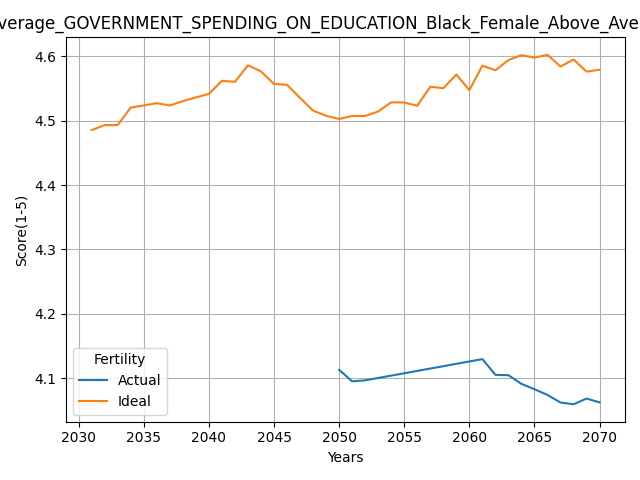 verage_GOVERNMENT_SPENDING_ON_EDUCATION_Black_Female_Above_Ave
4.6
4.5
4.4
4.3
4.2
4.1
Score(1-5)
Fertility
Actual
Ideal
2030 2035 2040 2045 2050 2055 2060 2065 2070
Years